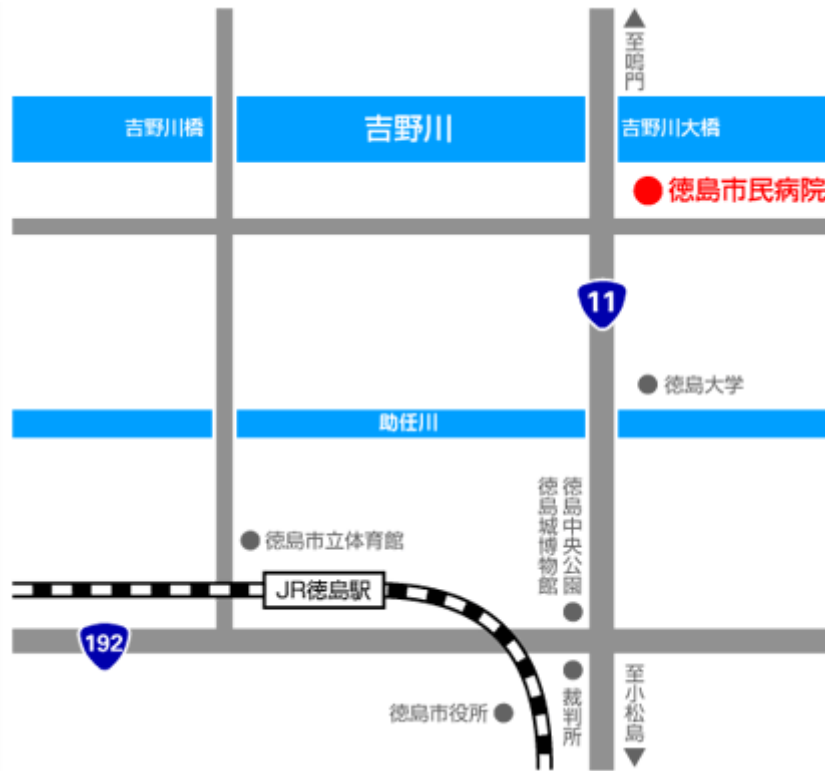 至鳴門
吉野川橋
吉野川
吉野川大橋
徳島市民病院
11
徳島大学
助任川
徳島中央公園
徳島城博物館
徳島市立体育館
JR徳島駅
192
徳島市役所
裁判所
至小松島